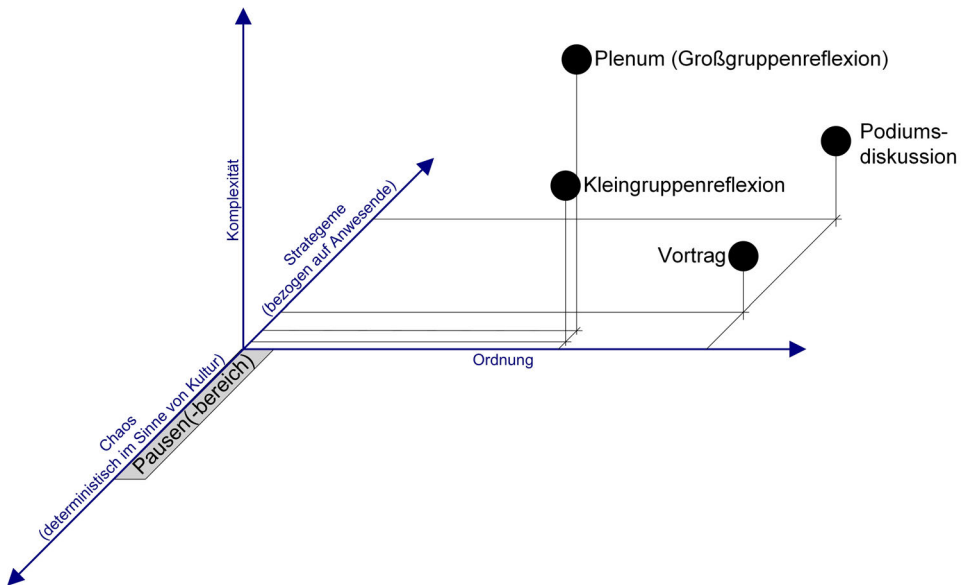 Plenum (Großgruppenreflexion)
Podiums-
diskussion
Komplexität
Kleingruppenreflexion
Strategeme
(bezogen auf Anwesende)
Vortrag
Ordnung
Chaos
(deterministisch im Sinne von Kultur)
Pausen(-bereich)